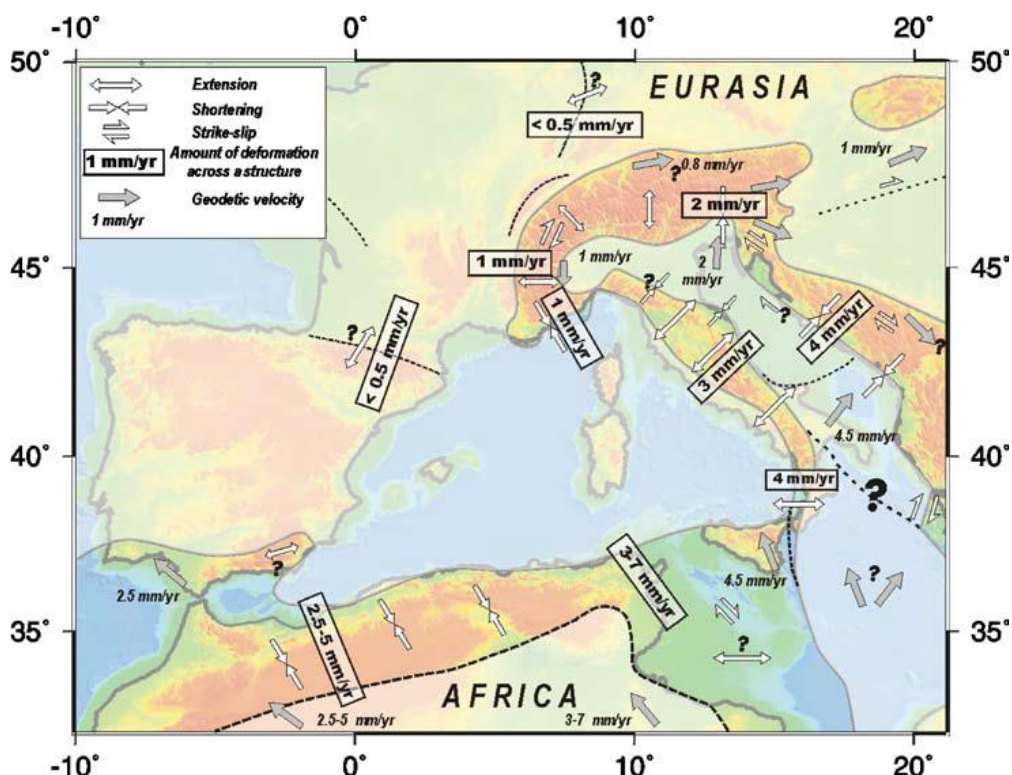 -10° 0° 10° 20°
50° 50°
Extension
Shortening
Strike-slip
1 mm/yr Amount of deformation
across a structure
Geodetic velocity
1 mm/yr
EURASIA
?
< 0.5 mm/yr
1 mm/yr
0.8 mm/yr
?
2 mm/yr
45° 45°
1 mm/yr
1 mm/yr
2
mm/yr
?
1 mm/yr
?
< 0.5 mm/yr
?
4 mm/yr
?
3 mm/yr
4.5 mm/yr
40° 40°
4 mm/yr
?
?
2.5 mm/yr
3-7 mm/yr
4.5 mm/yr
?
35° 35°
2.5-5 mm/yr
?
AFRICA
2.5-5 mm/yr
3-7 mm/yr
-10° 0° 10° 20°